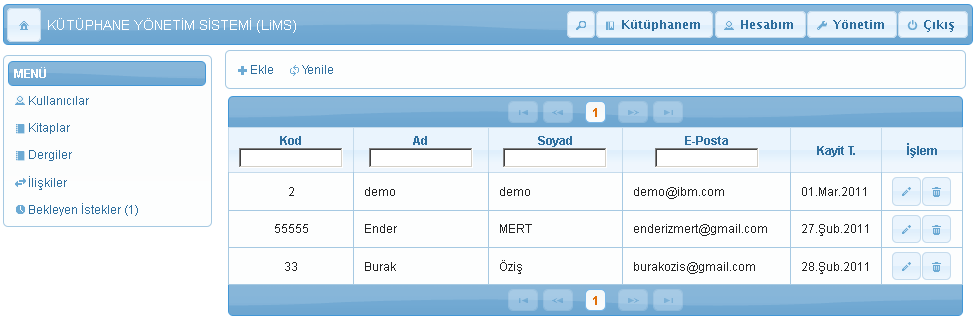 KÜTÜPHANE YÖNETİM SİSTEMİ (LiMS) Kütüphanem Hesabım Yönetim Çıkış
MENÜ
Kullanıcılar
Kitaplar
Dergiler
İlişkiler
Bekleyen İstekler (1)
Ekle Yenile
1
Kod Ad Soyad E-Posta Kayit T. İşlem
2 demo demo demo@ibm.com 01.Mar.2011
55555 Ender MERT enderizmert@gmail.com 27.Şub.2011
33 Burak Öziş burakozis@gmail.com 28.Şub.2011
1